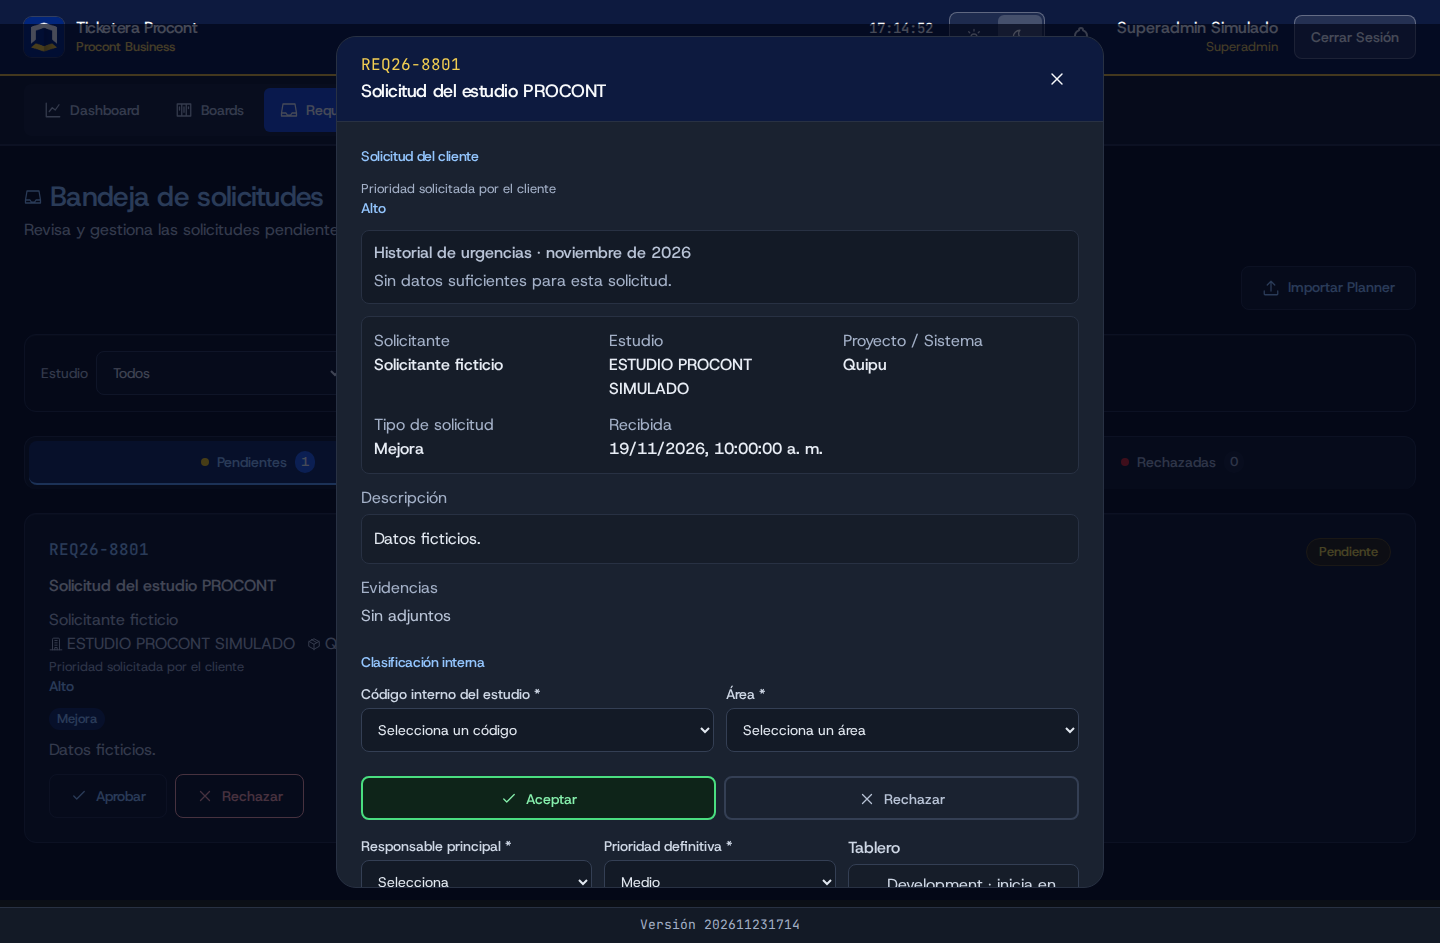 Ticketera Procont
Procont Business
17:14:52
Superadmin Simulado
Superadmin
Cerrar Sesión
Dashboard
Boards
Requ
Bandeja de solicitudes
Revisa y gestiona las solicitudes pendiente
Importar Planner
Estudio
Todos
Pendientes 1
Rechazadas 0
REQ26-8801
Pendiente
Solicitud del estudio PROCONT
Solicitante ficticio
ESTUDIO PROCONT SIMULADO Q
Prioridad solicitada por el cliente
Alto
Mejora
Datos ficticios.
Aprobar
Rechazar
REQ26-8801
Solicitud del estudio PROCONT
Solicitud del cliente
Prioridad solicitada por el cliente
Alto
Historial de urgencias · noviembre de 2026
Sin datos suficientes para esta solicitud.
Solicitante
Solicitante ficticio
Estudio
ESTUDIO PROCONT
SIMULADO
Proyecto / Sistema
Quipu
Tipo de solicitud
Mejora
Recibida
19/11/2026, 10:00:00 a. m.
Descripción
Datos ficticios.
Evidencias
Sin adjuntos
Clasificación interna
Código interno del estudio *
Selecciona un código
Área *
Selecciona un área
Aceptar
Rechazar
Responsable principal *
Selecciona
Prioridad definitiva *
Medio
Tablero
Development · inicia en
Versión 202611231714